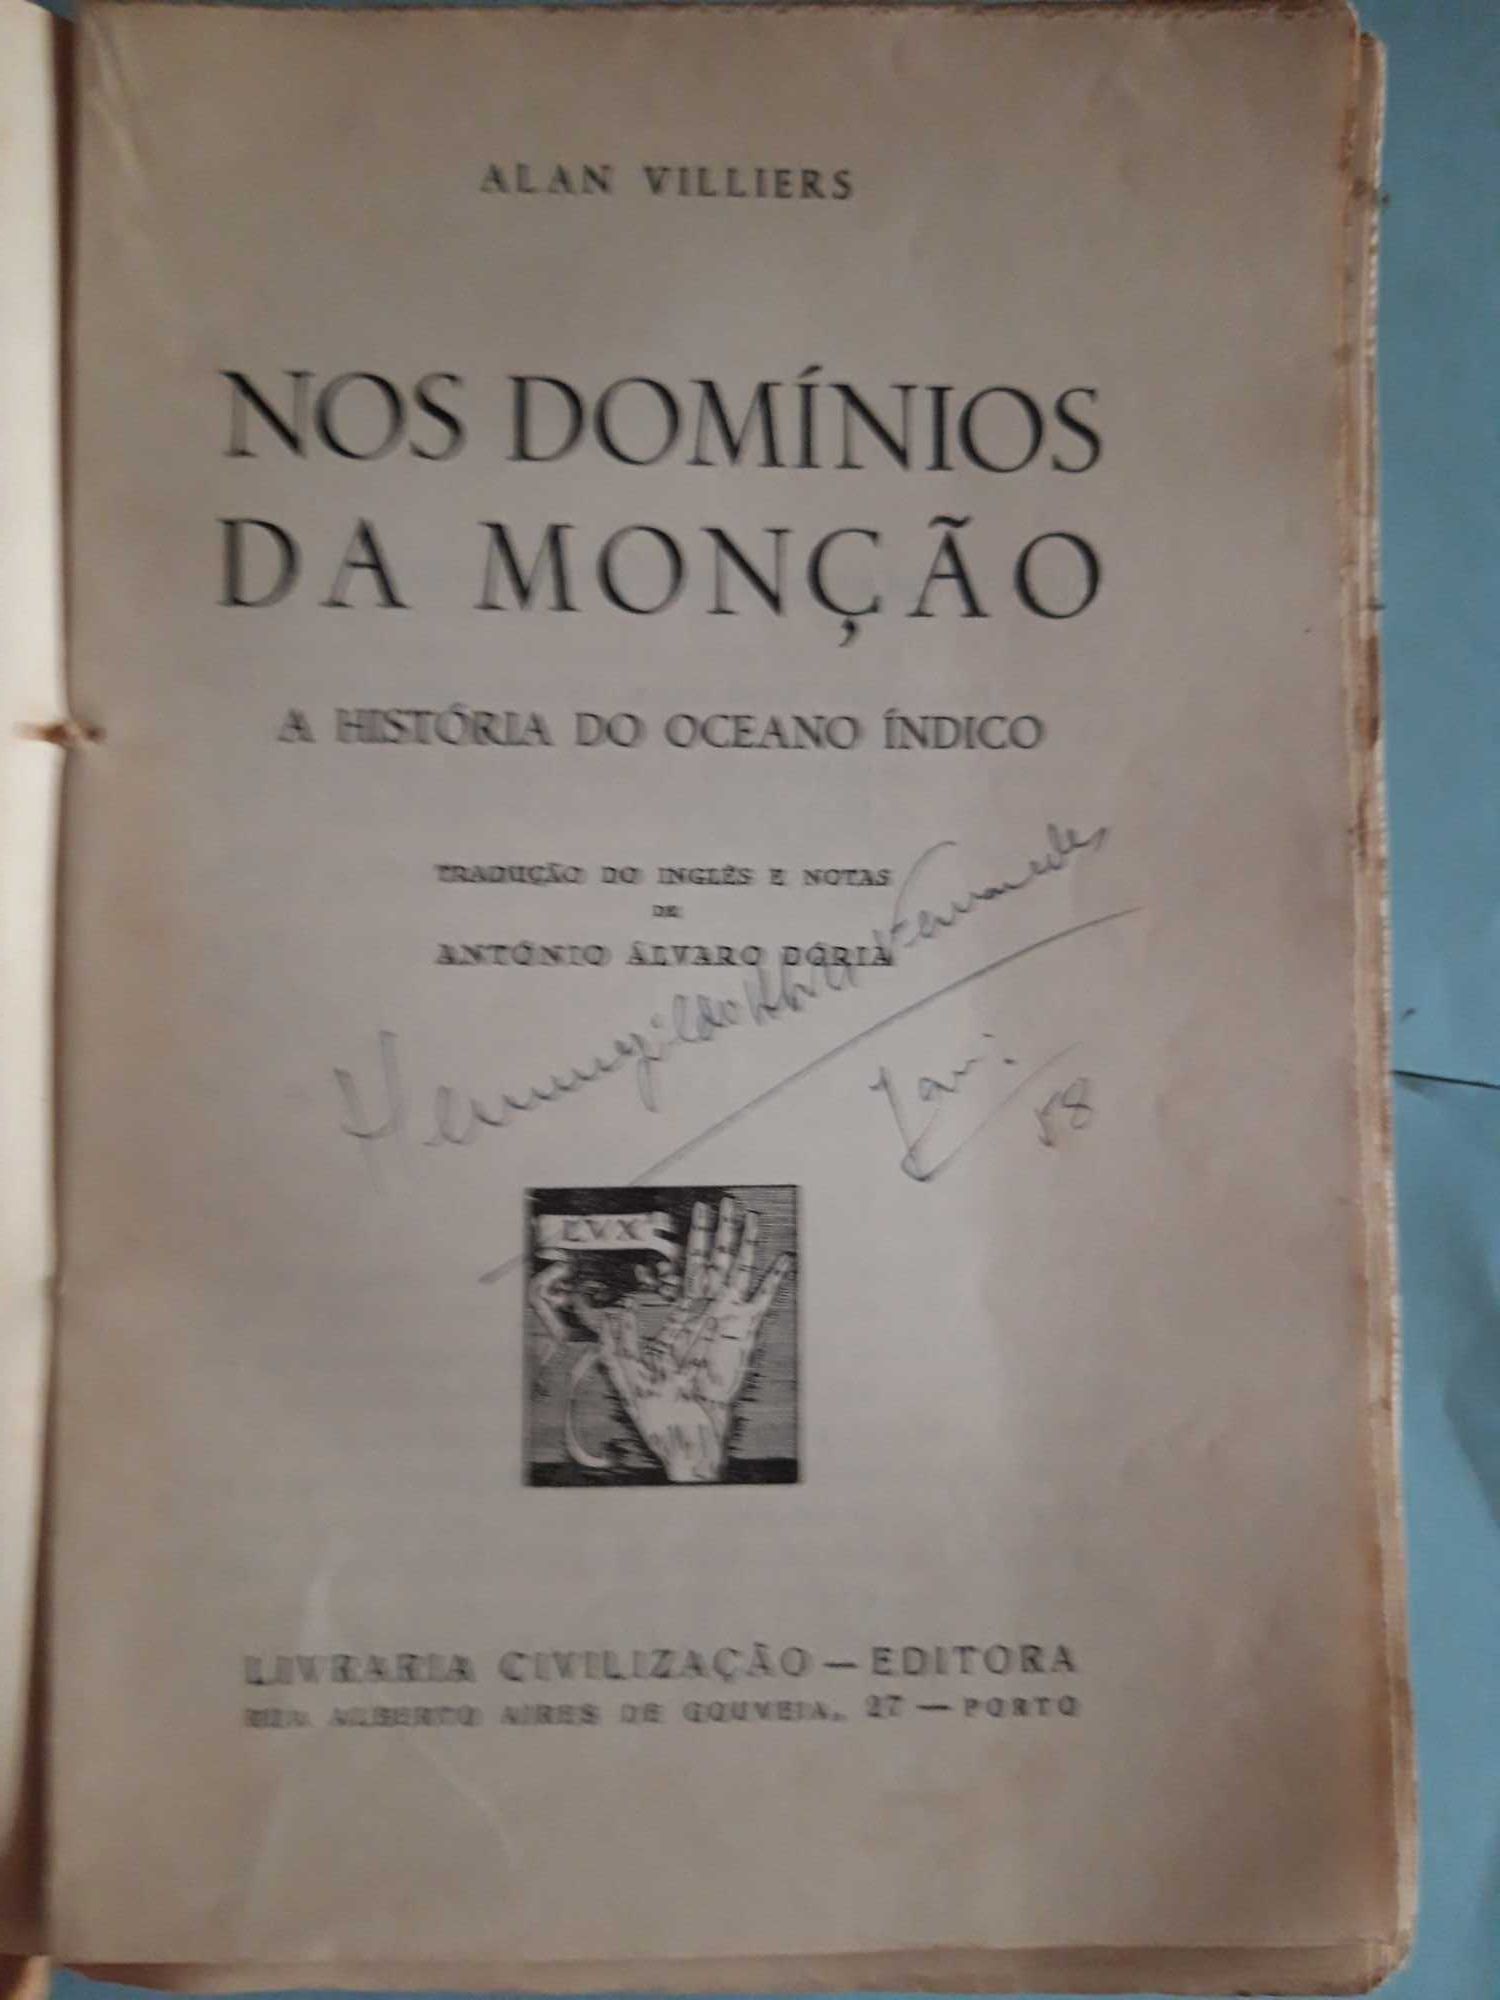 ALAN VILLIERS
NOS DOMÍNIOS
DA MONÇÃO
A HISTÓRIA DO OCEANO ÍNDICO
TRADUÇÃO DO INGLÊS E NOTAS
DE
ANTÓNIO ÁLVARO DÓRIA
Fernandes
58
LVX
LIVRARIA CIVILIZAÇÃO — EDITORA
RUA ALBERTO AIRES DE GOUVEIA, 27 — PORTO